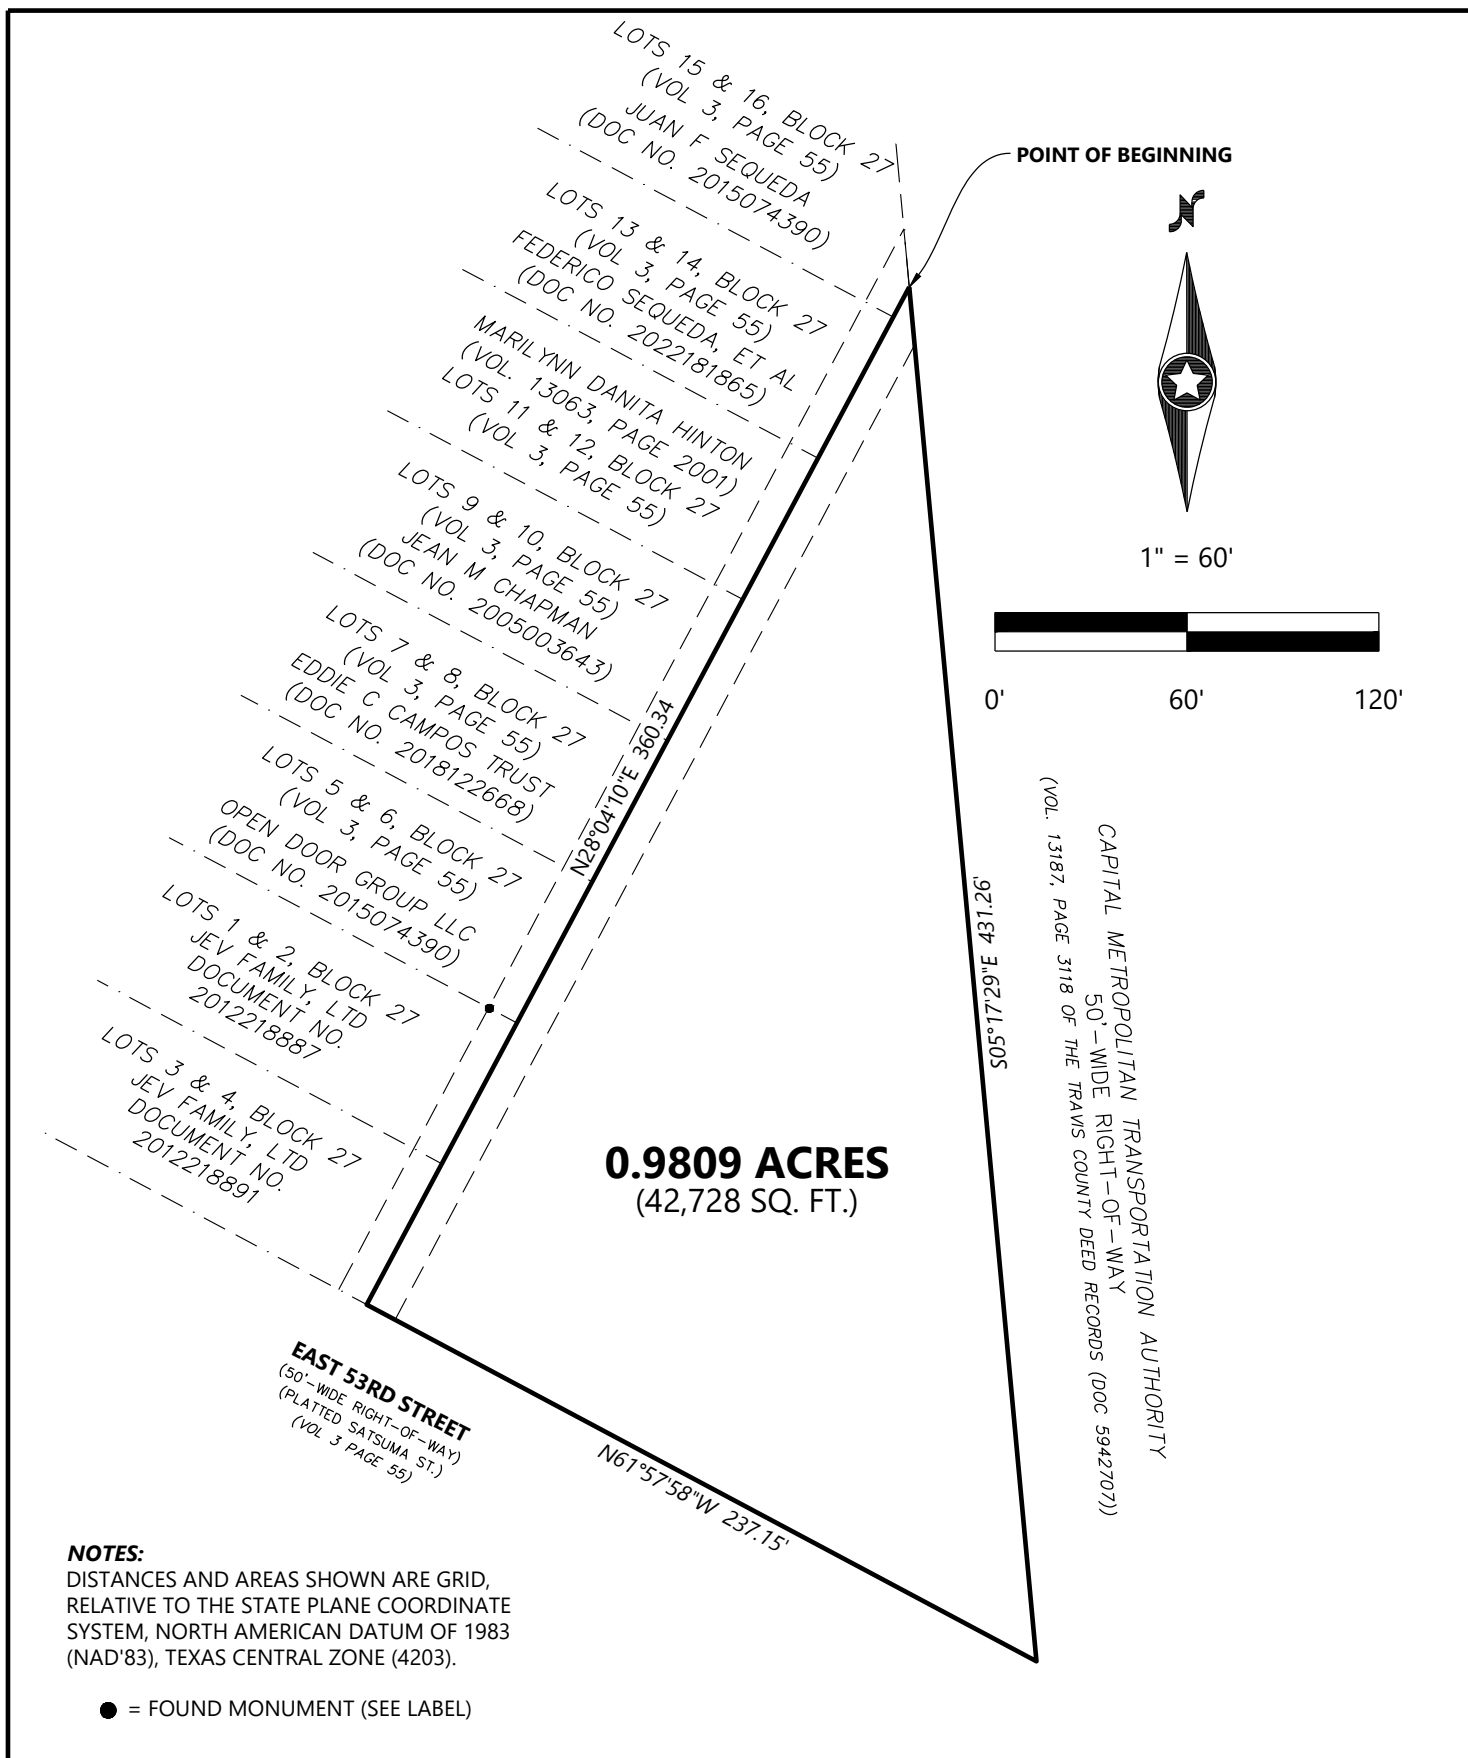 LOTS 15 & 16, BLOCK 27
(VOL 3, PAGE 55)
JUAN F SEQUEDA
(DOC NO. 2015074390)
POINT OF BEGINNING
N
LOTS 13 & 14, BLOCK 27
(VOL 3, PAGE 55)
FEDERICO SEQUEDA, ET AL
(DOC NO. 2022181865)
MARILYNN DANITA HINTON
(VOL. 13063, PAGE 2001)
LOTS 11 & 12, BLOCK 27
(VOL 3, PAGE 55)
1" = 60'
0' 60' 120'
LOTS 9 & 10, BLOCK 27
(VOL 3, PAGE 55)
JEAN M CHAPMAN
(DOC NO. 2005003643)
LOTS 7 & 8, BLOCK 27
(VOL 3, PAGE 55)
EDDIE C CAMPOS TRUST
(DOC NO. 2018122668)
LOTS 5 & 6, BLOCK 27
(VOL 3, PAGE 55)
OPEN DOOR GROUP LLC
(DOC NO. 2015074390)
LOTS 1 & 2, BLOCK 27
JEV FAMILY, LTD
DOCUMENT NO.
2012218887
LOTS 3 & 4, BLOCK 27
JEV FAMILY, LTD
DOCUMENT NO.
2012218891
N28°04'10"E 360.34
S05°17'29"E 431.26'
CAPITAL METROPOLITAN TRANSPORTATION AUTHORITY
50'-WIDE RIGHT-OF-WAY
(VOL. 13187, PAGE 3118 OF THE TRAVIS COUNTY DEED RECORDS (DOC 5942707))
0.9809 ACRES
(42,728 SQ. FT.)
EAST 53RD STREET
(50'-WIDE RIGHT-OF-WAY)
(PLATTED SATSUMA ST.)
(VOL 3 PAGE 55)
N61°57'58"W 237.15'
NOTES:
DISTANCES AND AREAS SHOWN ARE GRID,
RELATIVE TO THE STATE PLANE COORDINATE
SYSTEM, NORTH AMERICAN DATUM OF 1983
(NAD'83), TEXAS CENTRAL ZONE (4203).
= FOUND MONUMENT (SEE LABEL)